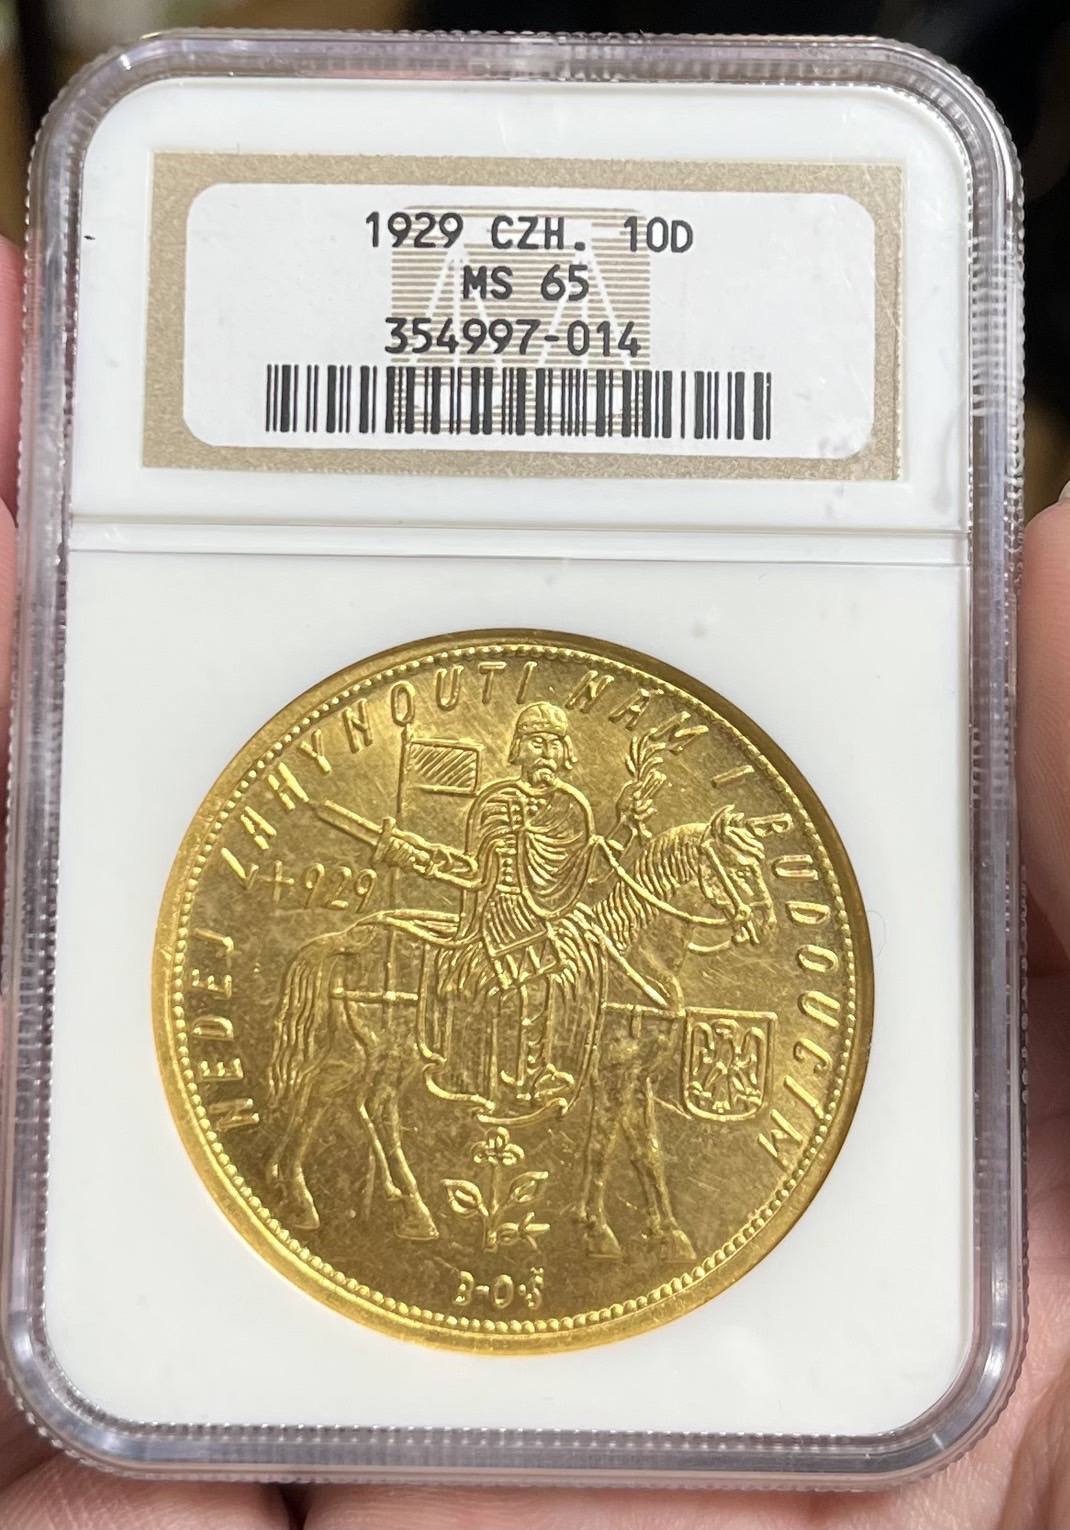 1929 CZH. 10D
MS 65
354997-014
NEDEJ ZAHYNOUTI NÁM I BUDOUCÍM
+929
B·O·Š